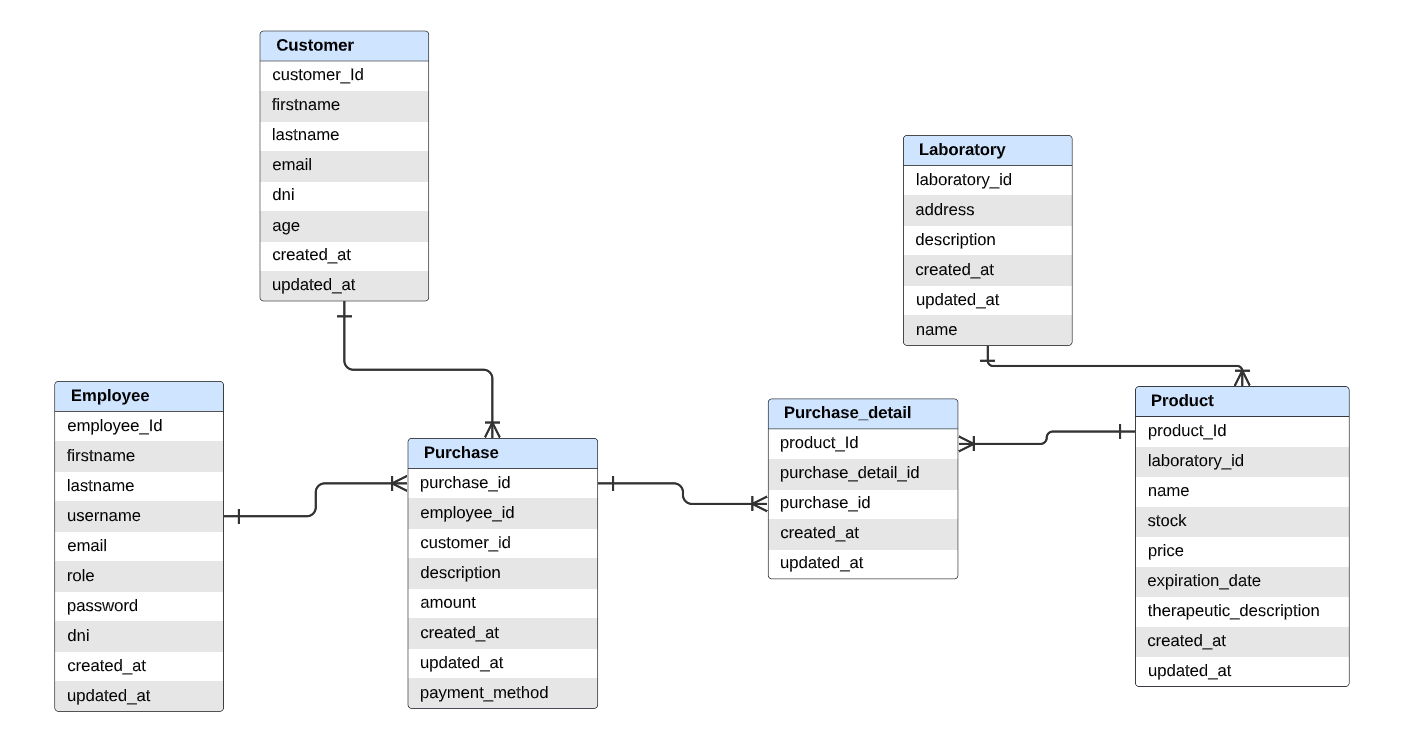 Customer
customer_Id
firstname
lastname
email
dni
age
created_at
updated_at
Laboratory
laboratory_id
address
description
created_at
updated_at
name
Employee
employee_Id
firstname
lastname
username
email
role
password
dni
created_at
updated_at
Purchase
purchase_id
employee_id
customer_id
description
amount
created_at
updated_at
payment_method
Purchase_detail
product_Id
purchase_detail_id
purchase_id
created_at
updated_at
Product
product_Id
laboratory_id
name
stock
price
expiration_date
therapeutic_description
created_at
updated_at